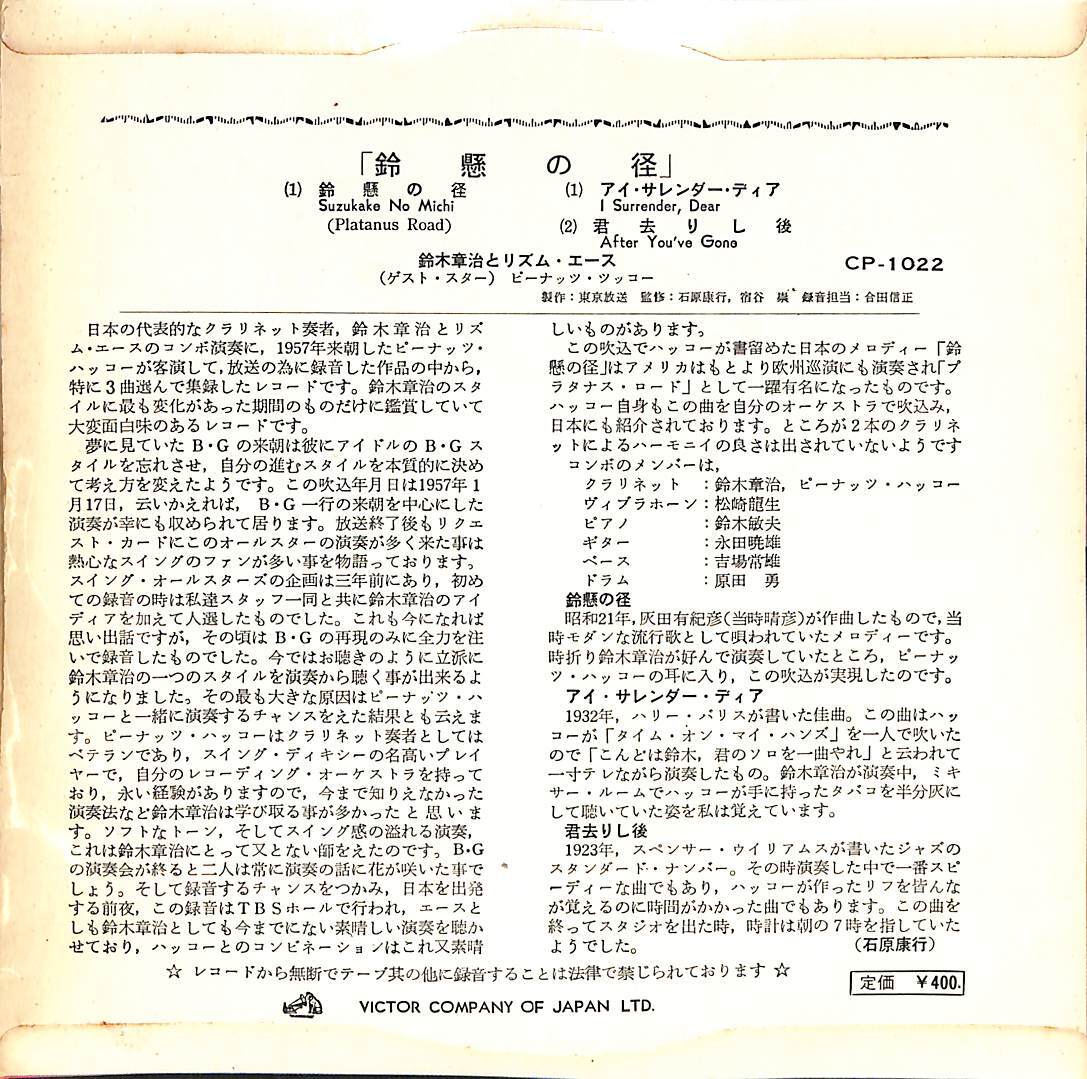 「鈴懸の径」
(1) 鈴懸の径
Suzukake No Michi
(Platanus Road)
(1) アイ・サレンダー・ディア
I Surrender, Dear
(2) 君去りし後
After You've Gone
鈴木章治とリズム・エース
(ゲスト・スター) ピーナッツ・ツッコー
CP-1022
製作:東京放送 監修:石原康行,宿谷 崇 録音担当:合田信正
日本の代表的なクラリネット奏者,鈴木章治とリズ
ム・エースのコンボ演奏に,1957年来朝したピーナッツ・
ハッコーが客演して,放送の為に録音した作品の中から,
特に3曲選んで集録したレコードです。鈴木章治のスタ
イルに最も変化があった期間のものだけに鑑賞していて
大変面白味のあるレコードです。
夢に見ていたB・Gの来朝は彼にアイドルのB・Gス
タイルを忘れさせ,自分の進むスタイルを本質的に決め
て考え方を変えたようです。この吹込年月日は1957年1
月17日,云いかえれば,B・G一行の来朝を中心にした
演奏が幸にも収められて居ります。放送終了後もリクエ
スト・カードにこのオールスターの演奏が多く来た事は
熱心なスイングのファンが多い事を物語っております。
スイング・オールスターズの企画は三年前にあり,初め
ての録音の時は私達スタッフ一同と共に鈴木章治のアイ
ディアを加えて人選したものでした。これも今になれば
思い出話ですが,その頃はB・Gの再現のみに全力を注
いで録音したものでした。今ではお聴きのように立派に
鈴木章治の一つのスタイルを演奏から聴く事が出来るよ
うになりました。その最も大きな原因はピーナッツ・ハ
ッコーと一緒に演奏するチャンスをえた結果とも云えま
す。ピーナッツ・ハッコーはクラリネット奏者としては
ベテランであり,スイング・ディキシーの名高いプレイ
ヤーで,自分のレコーディング・オーケストラを持って
おり,永い経験がありますので,今まで知りえなかった
演奏法など鈴木章治は学び取る事が多かったと思いま
す。ソフトなトーン,そしてスイング感の溢れる演奏,
これは鈴木章治にとって又とない師をえたのです。B・G
の演奏会が終ると二人は常に演奏の話に花が咲いた事で
しょう。そして録音するチャンスをつかみ,日本を出発
する前夜,この録音はTBSホールで行われ,エースと
しも鈴木章治としても今までにない素晴しい演奏を聴か
せており,ハッコーとのコンビネーションはこれ又素晴
しいものがあります。
この吹込でハッコーが書留めた日本のメロディー「鈴
懸の径」はアメリカはもとより欧州巡演にも演奏され「プ
ラタナス・ロード」として一躍有名になったものです。
ハッコー自身もこの曲を自分のオーケストラで吹込み,
日本にも紹介されております。ところが2本のクラリネ
ットによるハーモニイの良さは出されていないようです
コンボのメンバーは,
クラリネット :鈴木章治,ピーナッツ・ハッコー
ヴィブラホーン:松崎龍生
ピアノ :鈴木敏夫
ギター :永田暁雄
ベース :吉場常雄
ドラム :原田 勇
鈴懸の径
昭和21年,灰田有紀彦(当時晴彦)が作曲したもので,当
時モダンな流行歌として唄われていたメロディーです。
時折り鈴木章治が好んで演奏していたところ,ピーナッ
ツ・ハッコーの耳に入り,この吹込が実現したのです。
アイ・サレンダー・ディア
1932年,ハリー・バリスが書いた佳曲。この曲はハッ
コーが「タイム・オン・マイ・ハンズ」を一人で吹いた
ので「こんどは鈴木,君のソロを一曲やれ」と云われて
一寸テレながら演奏したもの。鈴木章治が演奏中,ミキ
サー・ルームでハッコーが手に持ったタバコを半分灰に
して聴いていた姿を私は覚えています。
君去りし後
1923年,スペンサー・ウイリアムスが書いたジャズの
スタンダード・ナンバー。その時演奏した中で一番スピ
ーディーな曲でもあり,ハッコーが作ったリフを皆んな
が覚えるのに時間がかかった曲でもあります。この曲を
終ってスタジオを出た時,時計は朝の7時を指していた
ようでした。 (石原康行)
☆ レコードから無断でテープ其の他に録音することは法律で禁じられております ☆
定価 ¥400.
VICTOR COMPANY OF JAPAN LTD.